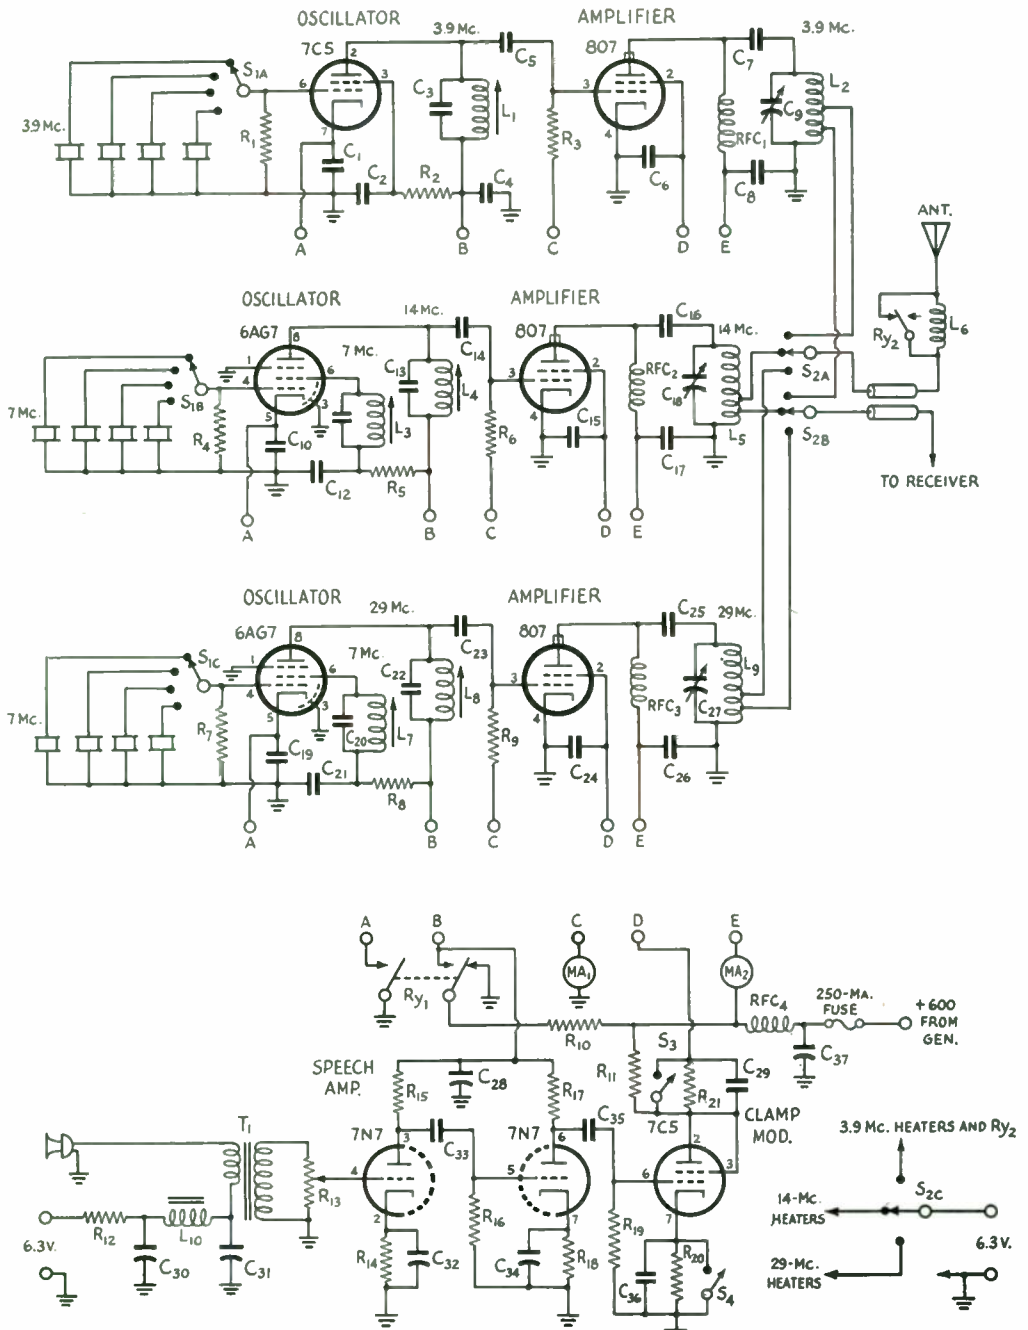 OSCILLATOR AMPLIFIER
7C5 2 3.9 Mc. C5 807 C7 3.9 Mc.
S1A 6 3 C3 L1 3 2 C9 L2
3.9 Mc. R1 7 C1 R3 4 RFC1
C2 R2 C4 C6 C8
A B C D E
ANT.
OSCILLATOR AMPLIFIER
6AG7 8 14 Mc. C14 807 C16 14 Mc. Ry2 L6
1 6 7 Mc. C13 L4 2 RFC2 C18 S2A
7 Mc. S1B 4 5 3 L3 3 4 L5 S2B
R4 C10 R6 C15 C17
C12 R5 TO RECEIVER
A B C D E
OSCILLATOR AMPLIFIER
6AG7 8 29 Mc. C23 807 C25 29 Mc.
S1C 1 6 7 Mc. C22 L8 2 L9
7 Mc. 4 5 3 3 4 RFC3 C27
R7 C19 C20 L7 R9 C24 C26
C21 R8
A B C D E
A B C D E
MA1 MA2
Ry1 RFC4 250-MA. FUSE +600 FROM GEN.
R10 C37
SPEECH AMP. R15 C28 R17 C35 R11 S3 R21 C29
T1 7N7 3 C33 7N7 6 7C5 2 CLAMP MOD.
4 5 6 3
3.9 Mc. HEATERS AND Ry2
R13 2 R16 7 R19 7 14-Mc. HEATERS S2C
6.3 V. R12 L10 R14 C32 C34 R18 R20 6.3 V.
C30 C31 C36 S4 29-Mc. HEATERS